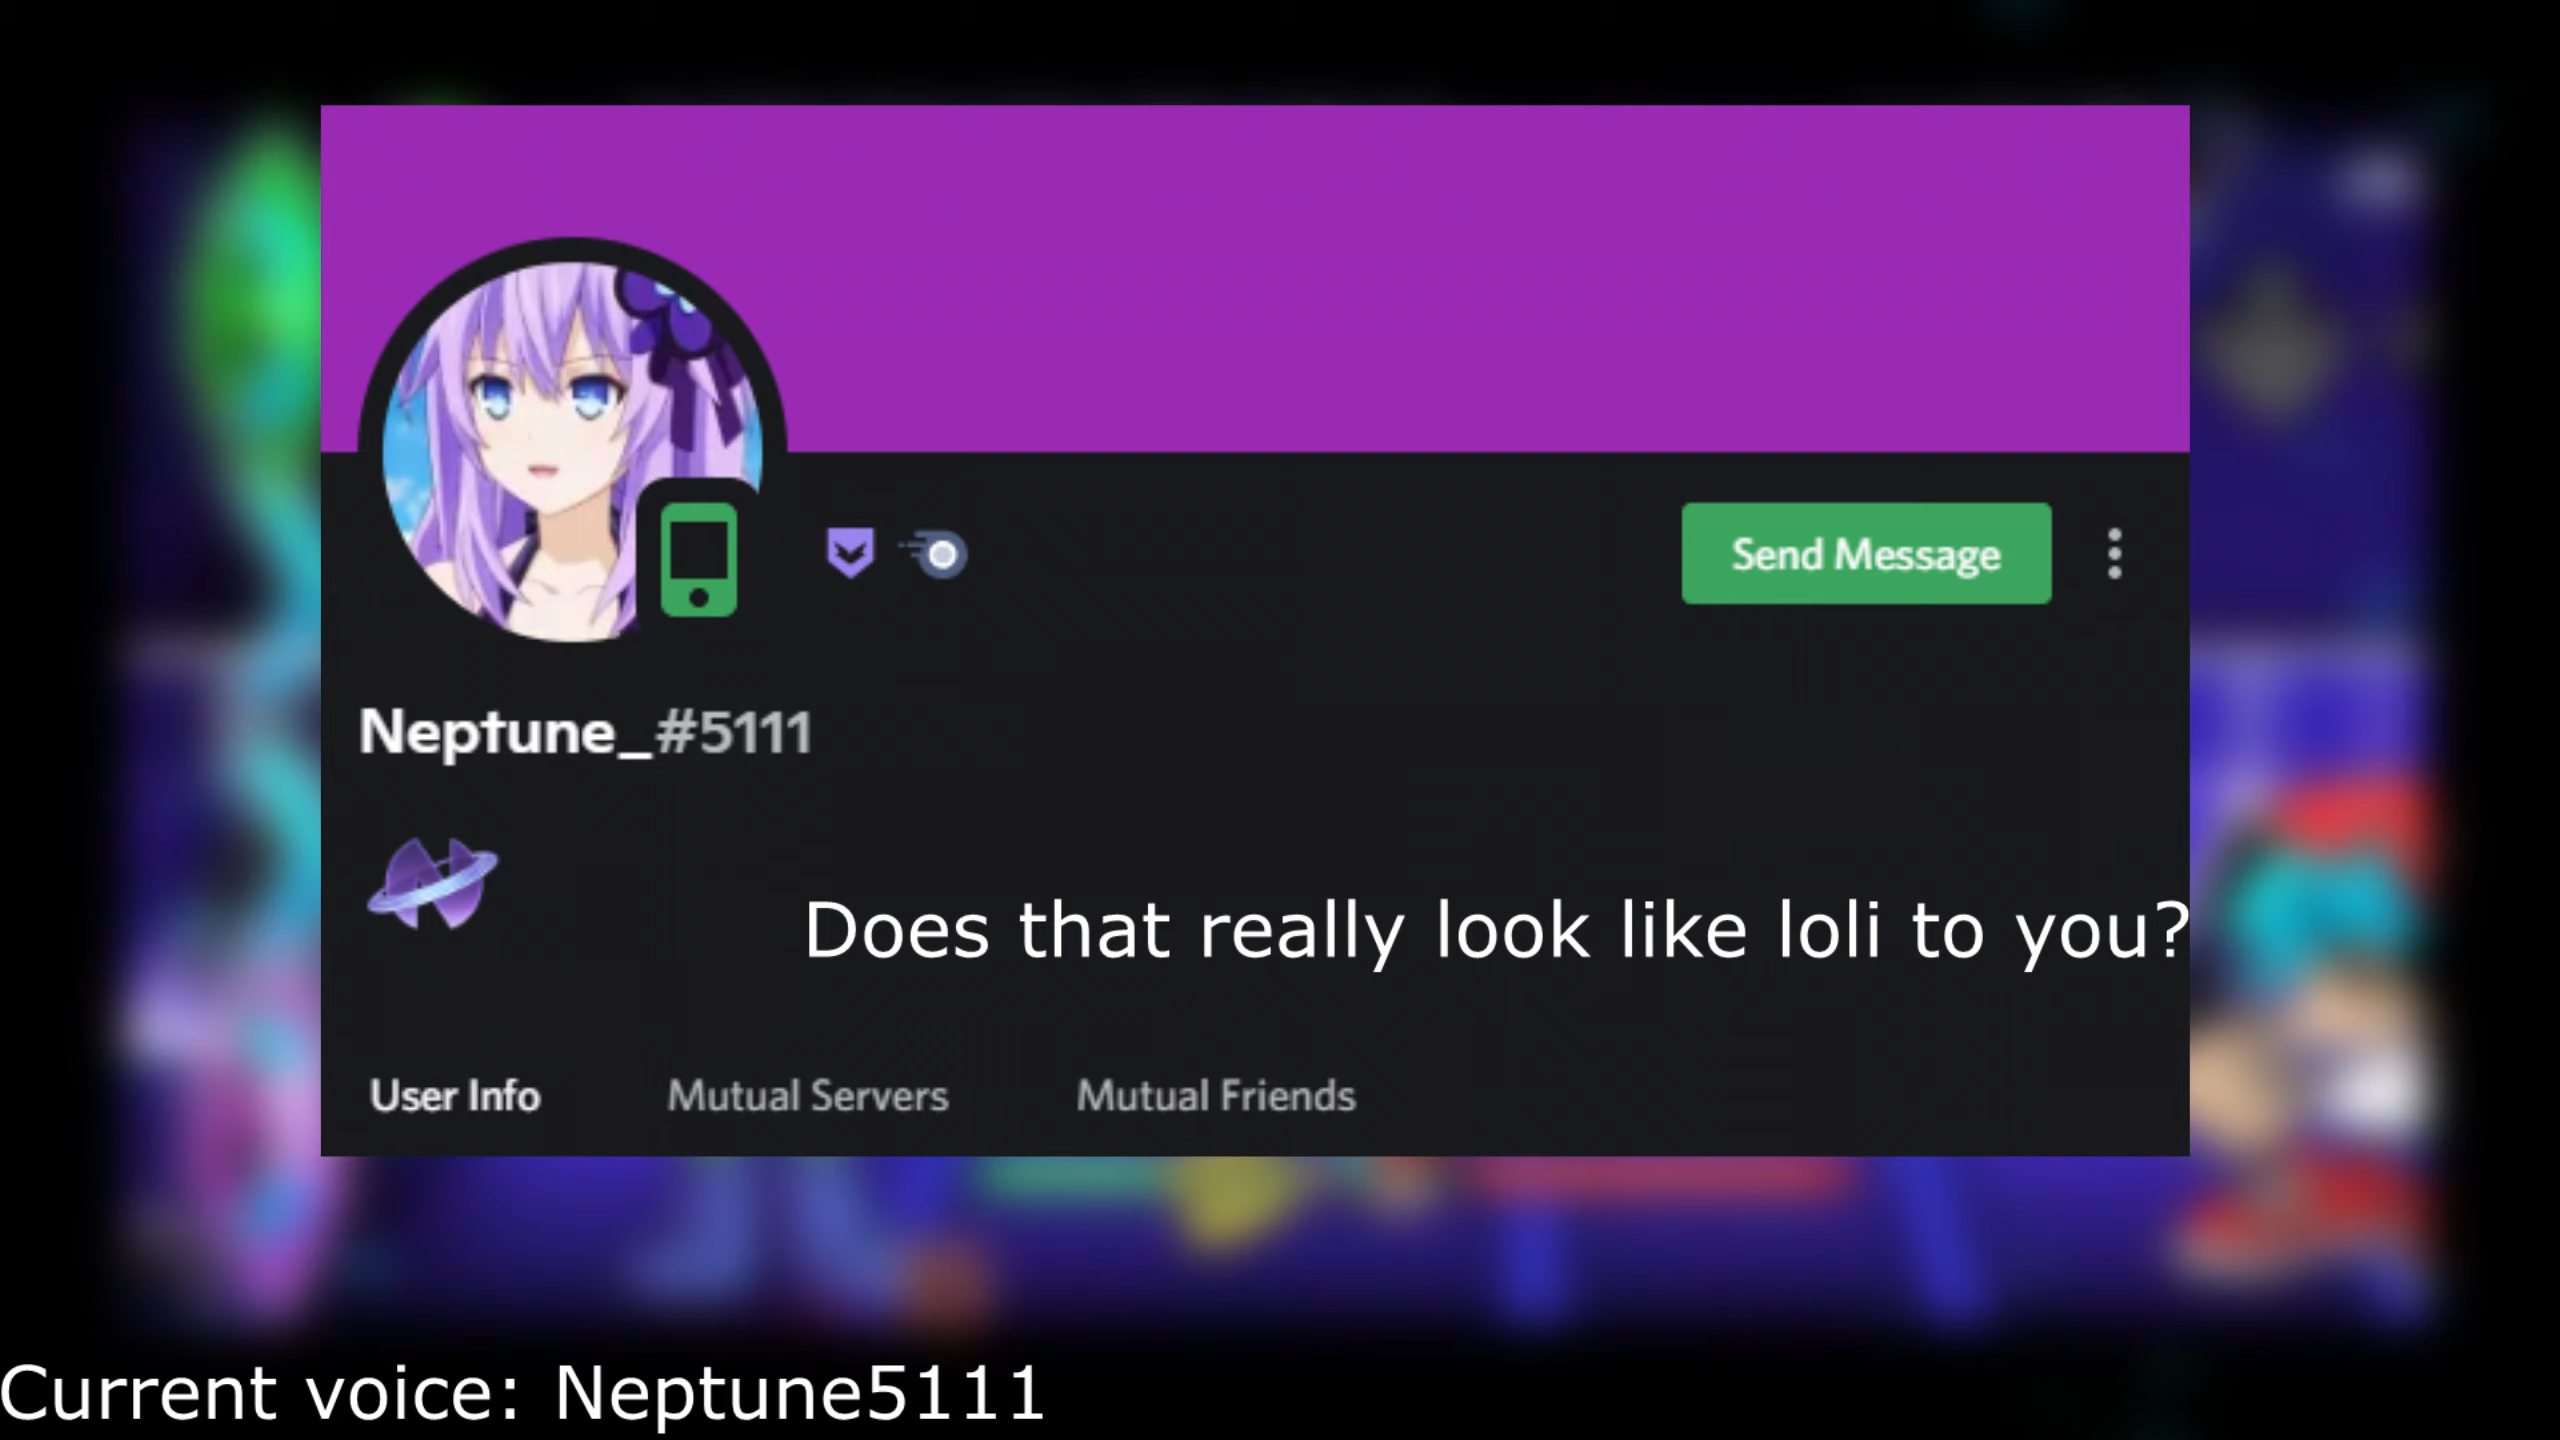 Send Message
Neptune_#5111
Does that really look like loli to you?
User Info
Mutual Servers
Mutual Friends
Current voice: Neptune5111